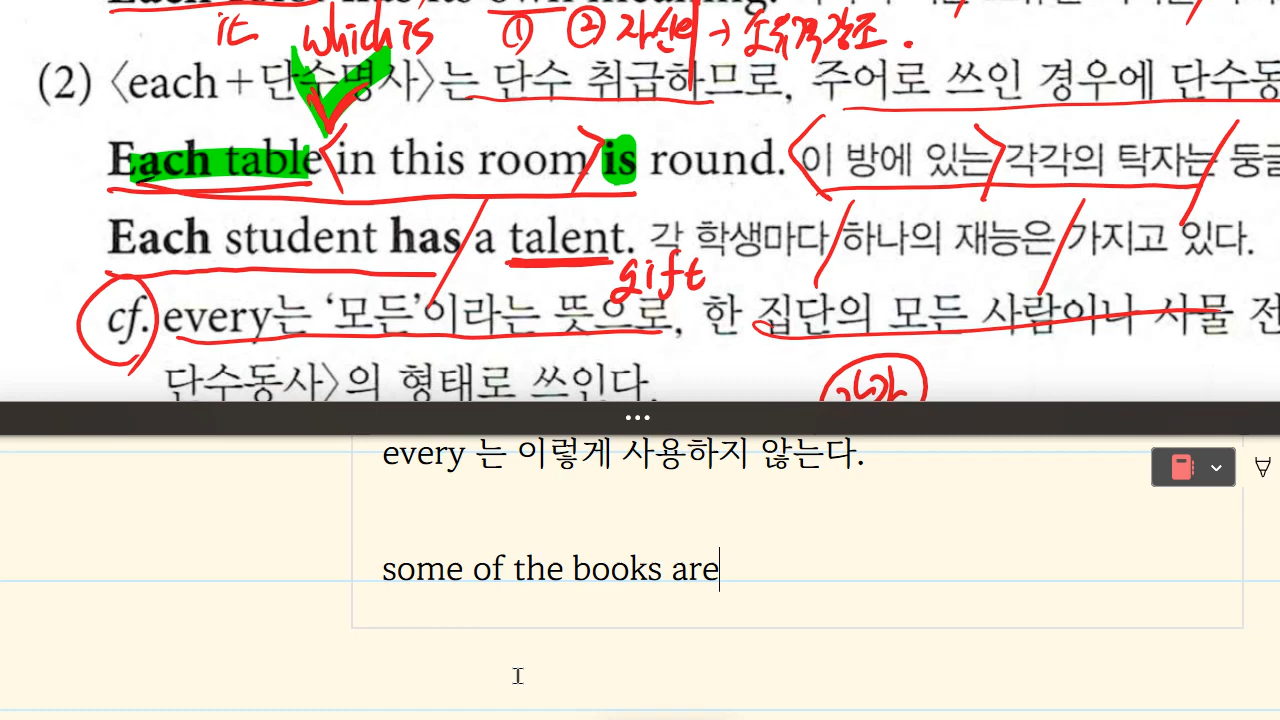 it which is ① ② 자신의 → 소유격강조.
(2) 〈each+단수명사〉는 단수 취급하므로, 주어로 쓰인 경우에 단수동
Each table in this room is round. 이 방에 있는 각각의 탁자는 둥글
Each student has a talent. 각 학생마다 하나의 재능은 가지고 있다.
gift
cf. every는 ‘모든’이라는 뜻으로, 한 집단의 모든 사람이나 사물 전
단수동사〉의 형태로 쓰인다.
every 는 이렇게 사용하지 않는다.
some of the books are